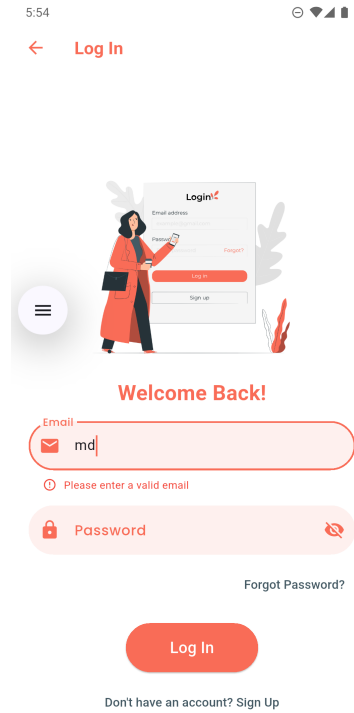 5:54
Log In
Login
Email address
Password
Forgot?
Log in
Sign up
Welcome Back!
Email
md
Please enter a valid email
Password
Forgot Password?
Log In
Don't have an account? Sign Up